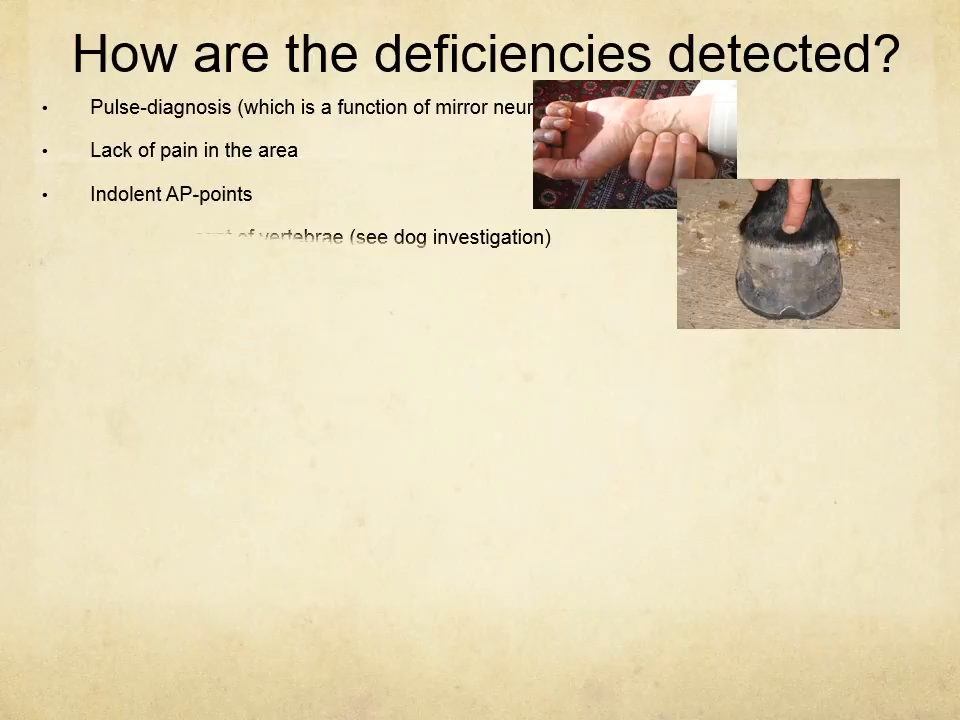 How are the deficiencies detected?
• Pulse-diagnosis (which is a function of mirror
• Lack of pain in the area
• Indolent AP-points
of vertebrae (see dog investigation)